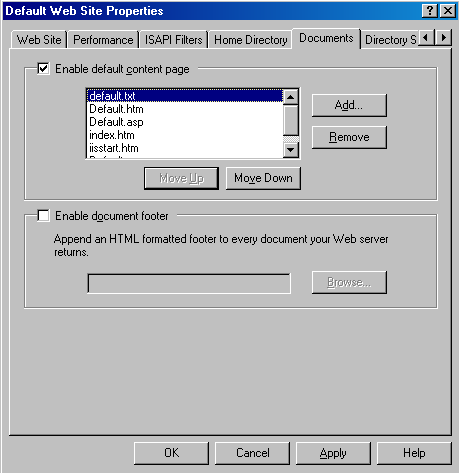 Default Web Site Properties
Web Site Performance ISAPI Filters Home Directory Documents Directory S
Enable default content page
default.txt
Default.htm
Default.asp
index.htm
iisstart.htm
Add...
Remove
Move Up
Move Down
Enable document footer
Append an HTML formatted footer to every document your Web server
returns.
Browse...
OK Cancel Apply Help